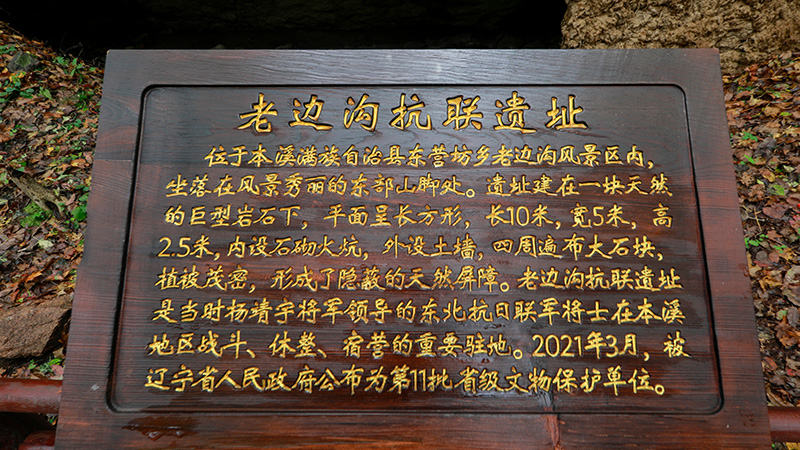 老边沟抗联遗址
位于本溪满族自治县东营坊乡老边沟风景区内，
坐落在风景秀丽的东部山脚处。遗址建在一块天然
的巨型岩石下，平面呈长方形，长10米，宽5米，高
2.5米，内设石砌火炕，外设土墙，四周遍布大石块，
植被茂密，形成了隐蔽的天然屏障。老边沟抗联遗址
是当时杨靖宇将军领导的东北抗日联军将士在本溪
地区战斗、休整、宿营的重要驻地。2021年3月，被
辽宁省人民政府公布为第11批省级文物保护单位。